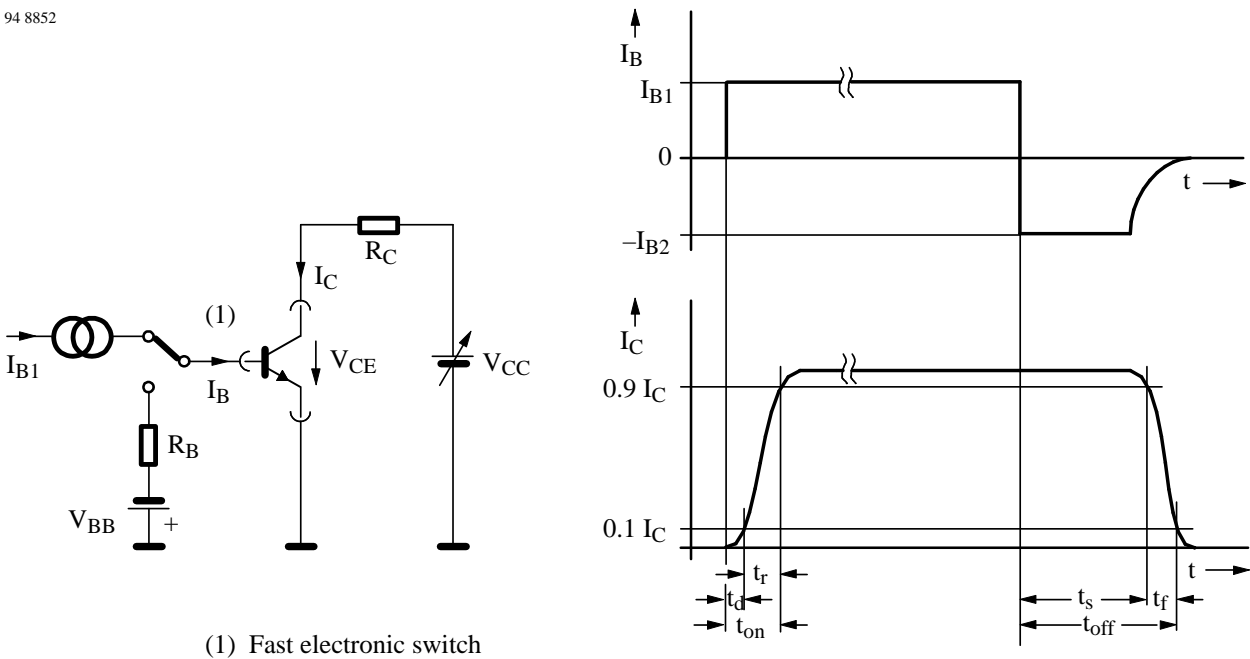 94 8852
I_B1
(1)
I_B
R_B
V_BB
+
I_C
V_CE
R_C
V_CC
(1) Fast electronic switch
I_B
I_B1
0
–I_B2
t
I_C
0.9 I_C
0.1 I_C
t
t_r
t_d
t_on
t_s
t_f
t_off